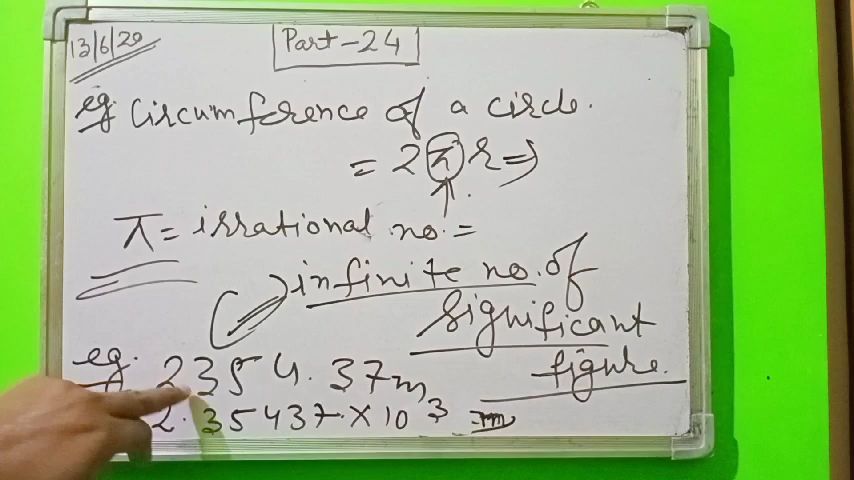 13/6/20
Part-24
eg. Circumference of a circle.
= 2πr ⇒
π = irrational no. =
infinite no. of
significant
figure.
eg. 2354.37m
2.35437 × 10³ m